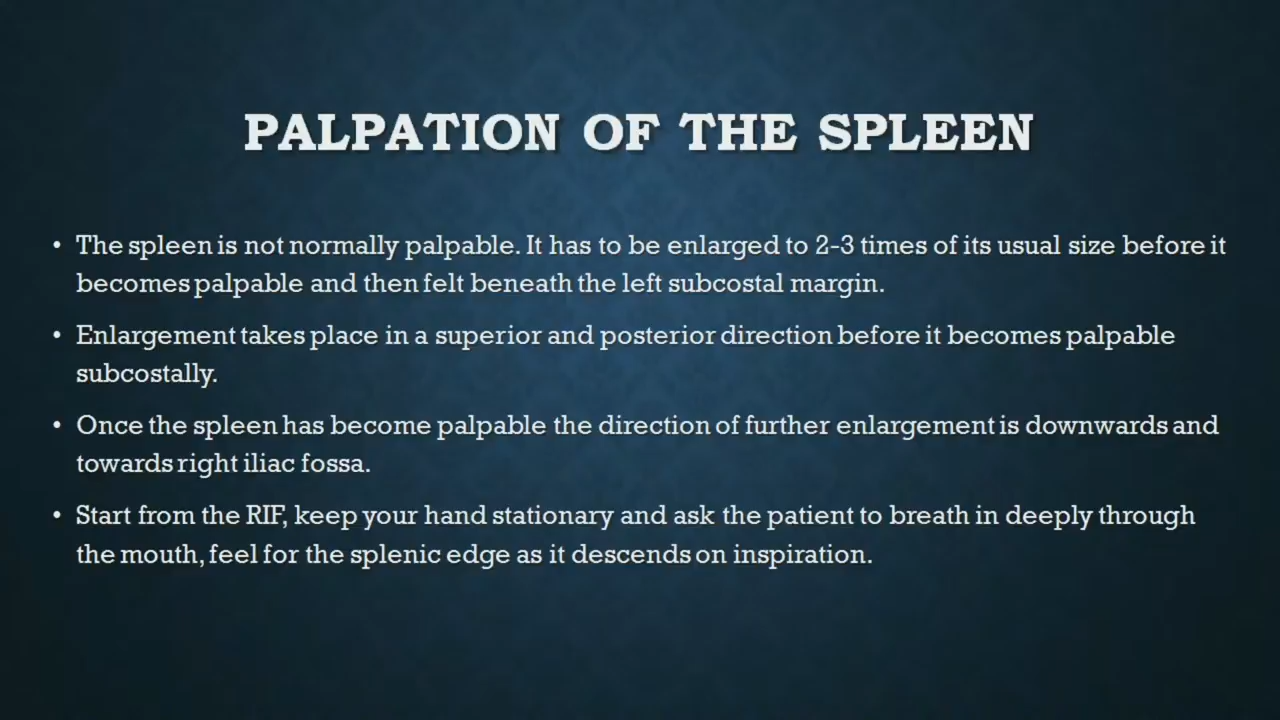 PALPATION OF THE SPLEEN
• The spleen is not normally palpable. It has to be enlarged to 2-3 times of its usual size before it
becomes palpable and then felt beneath the left subcostal margin.
• Enlargement takes place in a superior and posterior direction before it becomes palpable
subcostally.
• Once the spleen has become palpable the direction of further enlargement is downwards and
towards right iliac fossa.
• Start from the RIF, keep your hand stationary and ask the patient to breath in deeply through
the mouth, feel for the splenic edge as it descends on inspiration.